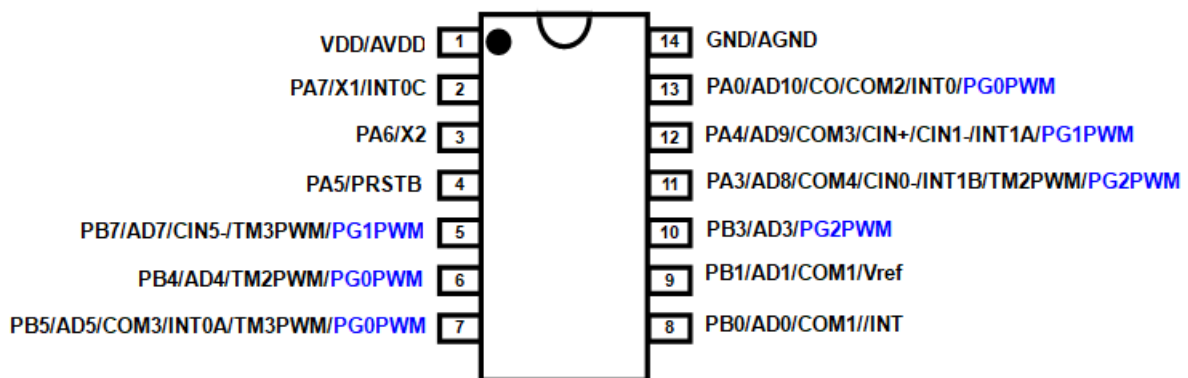 VDD/AVDD 1 14 GND/AGND
PA7/X1/INT0C 2 13 PA0/AD10/CO/COM2/INT0/PG0PWM
PA6/X2 3 12 PA4/AD9/COM3/CIN+/CIN1-/INT1A/PG1PWM
PA5/PRSTB 4 11 PA3/AD8/COM4/CIN0-/INT1B/TM2PWM/PG2PWM
PB7/AD7/CIN5-/TM3PWM/PG1PWM 5 10 PB3/AD3/PG2PWM
PB4/AD4/TM2PWM/PG0PWM 6 9 PB1/AD1/COM1/Vref
PB5/AD5/COM3/INT0A/TM3PWM/PG0PWM 7 8 PB0/AD0/COM1//INT